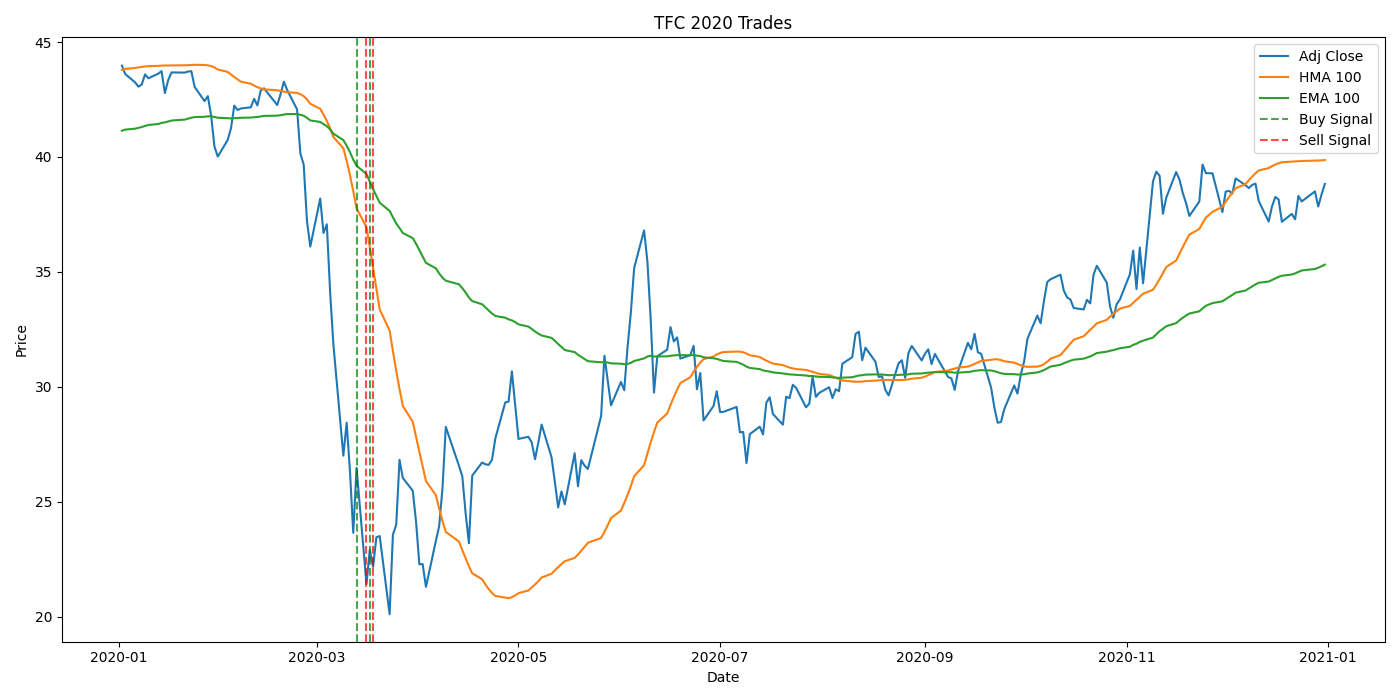 TFC 2020 Trades
45
40
35
30
25
20
Price
Adj Close
HMA 100
EMA 100
Buy Signal
Sell Signal
2020-01
2020-03
2020-05
2020-07
2020-09
2020-11
2021-01
Date